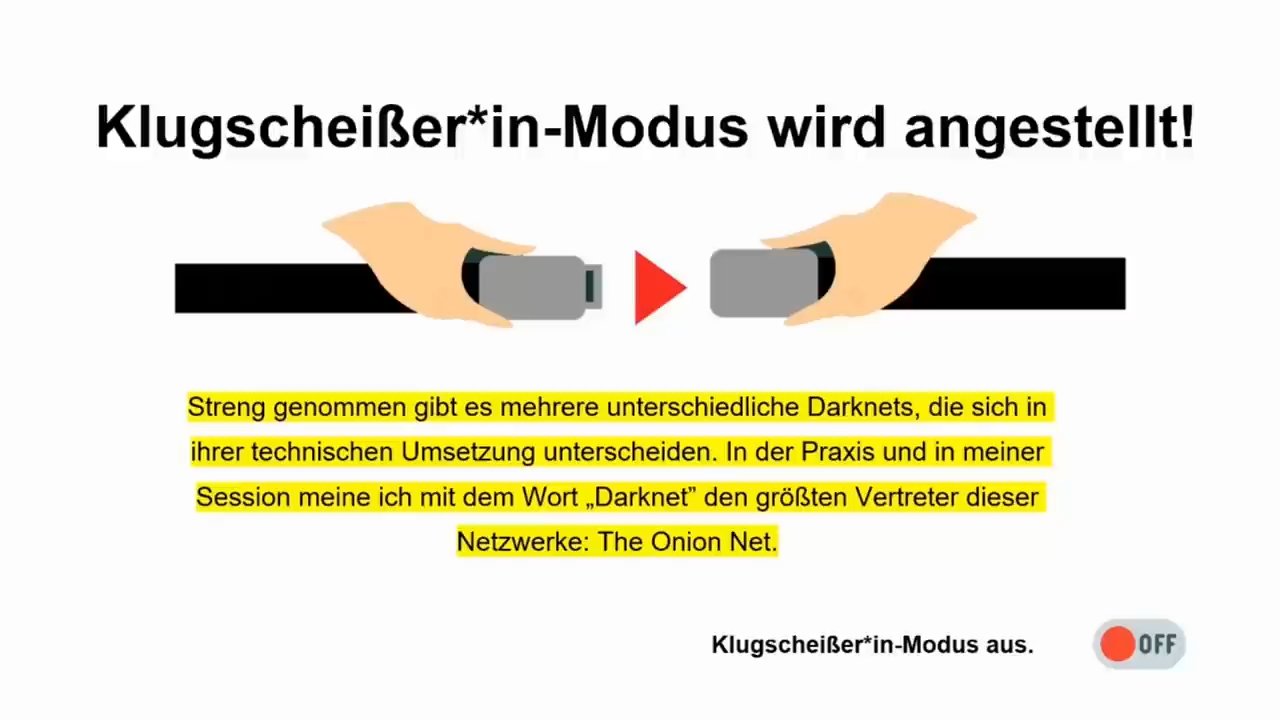 Klugscheißer*in-Modus wird angestellt!
Streng genommen gibt es mehrere unterschiedliche Darknets, die sich in
ihrer technischen Umsetzung unterscheiden. In der Praxis und in meiner
Session meine ich mit dem Wort „Darknet” den größten Vertreter dieser
Netzwerke: The Onion Net.
Klugscheißer*in-Modus aus.
OFF